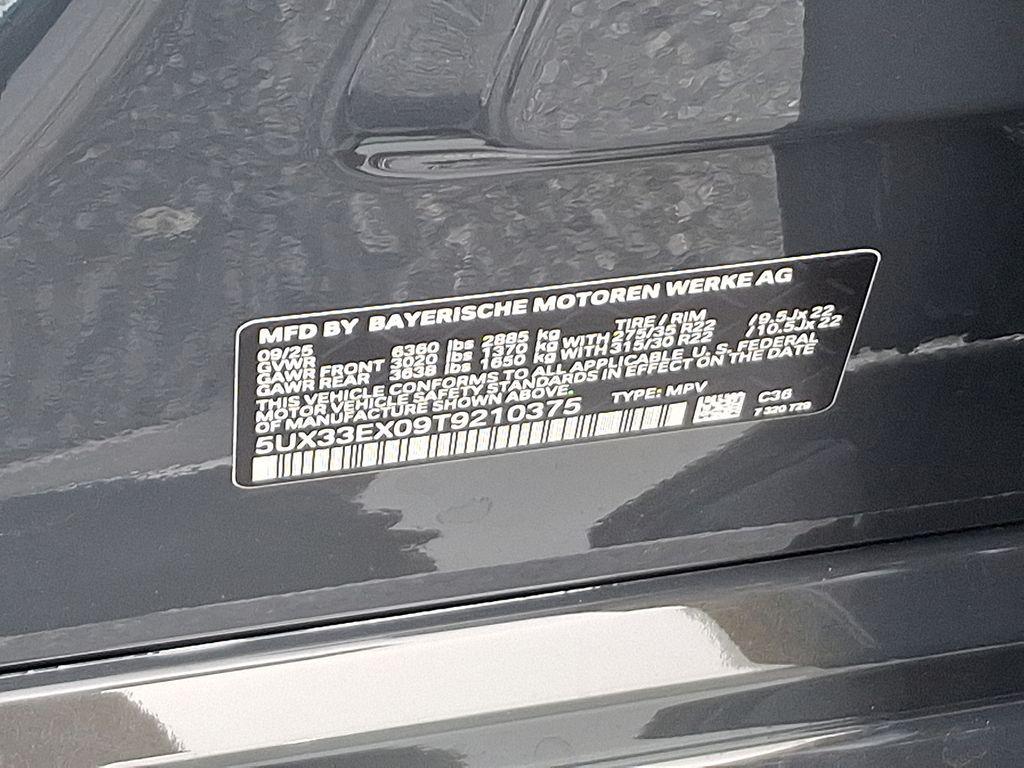 MFD BY BAYERISCHE MOTOREN WERKE AG
09/25 TIRE / RIM
GVWR 6360 lbs 2885 kg
GAWR FRONT 3020 lbs 1370 kg WITH 275/35 R22 /9.5Jx22
GAWR REAR 3638 lbs 1650 kg WITH 315/30 R22 /10.5Jx22
THIS VEHICLE CONFORMS TO ALL APPLICABLE U. S. FEDERAL
MOTOR VEHICLE SAFETY STANDARDS IN EFFECT ON THE DATE
OF MANUFACTURE SHOWN ABOVE.
5UX33EX09T9210375 TYPE: MPV C36
7 320 729